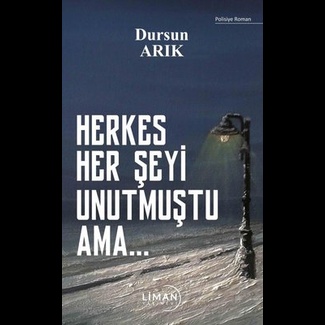 Polisiye Roman
Dursun
ARIK
HERKES
HER ŞEYİ
UNUTMUŞTU
AMA...
LİMAN